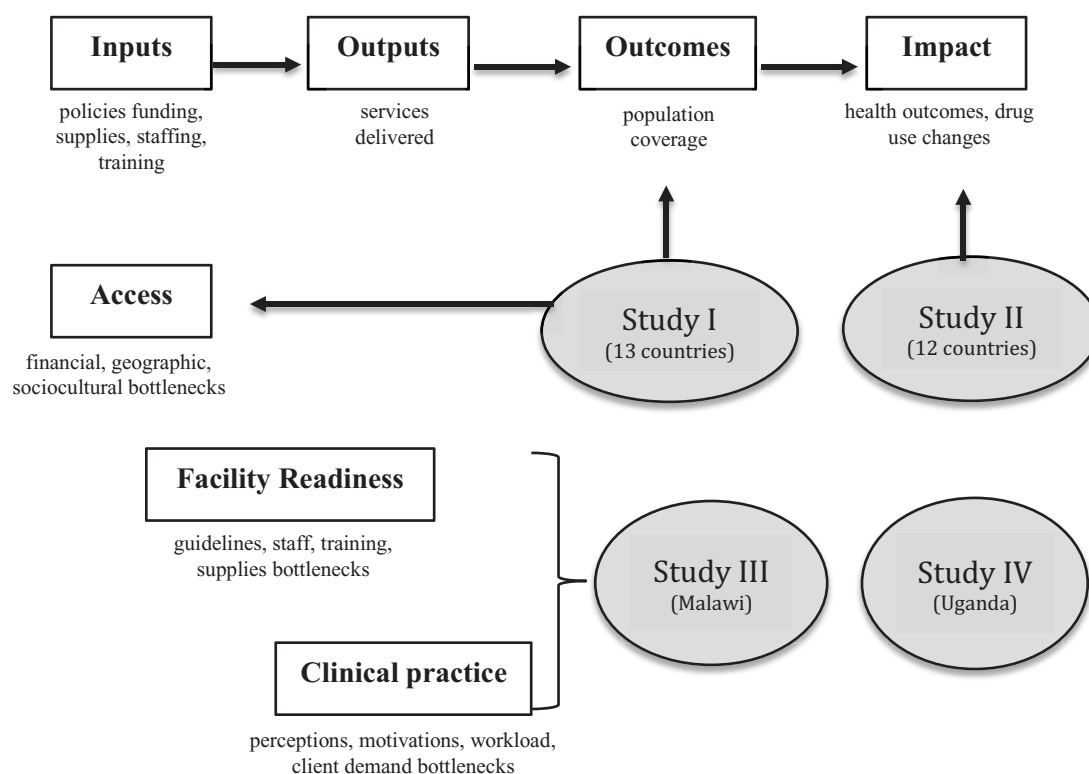 Inputs
policies funding,
supplies, staffing,
training
Outputs
services
delivered
Outcomes
population
coverage
Impact
health outcomes, drug
use changes
Access
financial, geographic,
sociocultural bottlenecks
Study I
(13 countries)
Study II
(12 countries)
Facility Readiness
guidelines, staff, training,
supplies bottlenecks
Study III
(Malawi)
Study IV
(Uganda)
Clinical practice
perceptions, motivations, workload,
client demand bottlenecks